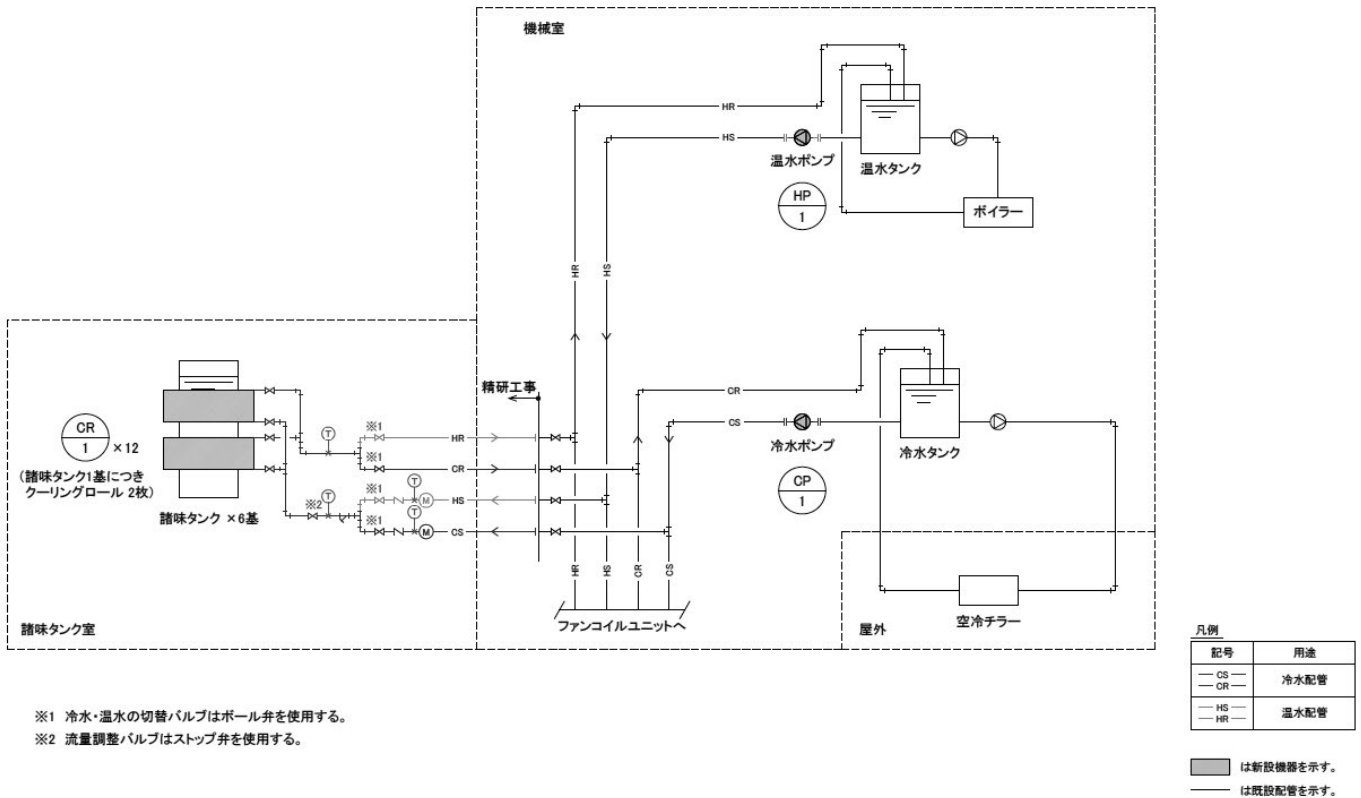 機械室
HR
HS
温水ポンプ
温水タンク
HP
1
ボイラー
HR
HS
精研工事
CR
CS
冷水ポンプ
冷水タンク
CP
1
CR
1
×12
(諸味タンク1基につき
クーリングロール 2枚)
諸味タンク ×6基
T
※1
HR
※1
CR
T
※2
T
※1
M
HS
T
※1
M
CS
HR
HS
CR
CS
ファンコイルユニットへ
諸味タンク室
屋外
空冷チラー
凡例
記号
用途
CS
CR
冷水配管
HS
HR
温水配管
は新設機器を示す。
は既設配管を示す。
※1 冷水・温水の切替バルブはボール弁を使用する。
※2 流量調整バルブはストップ弁を使用する。